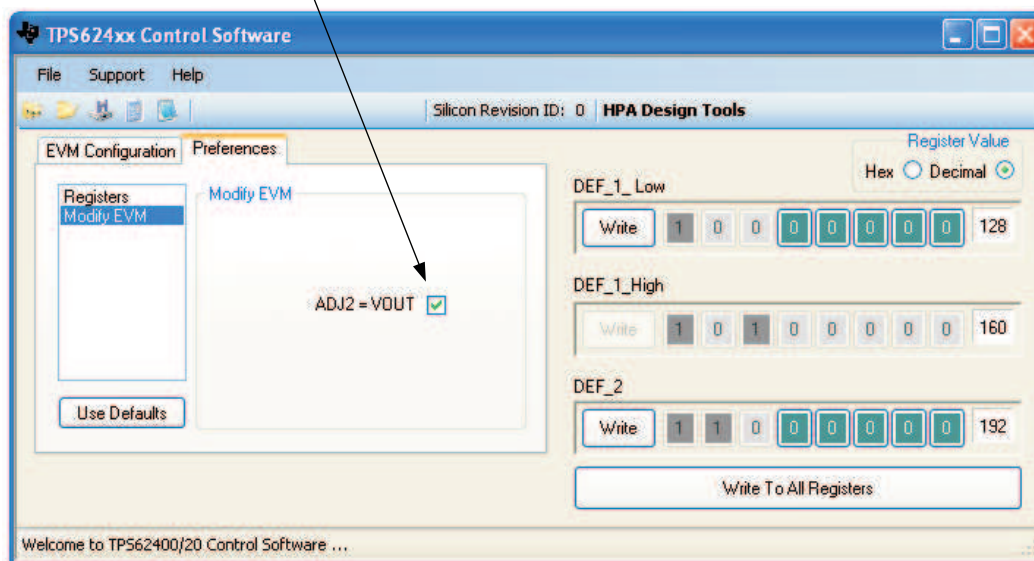 TPS624xx Control Software
File Support Help
Silicon Revision ID: 0 HPA Design Tools
EVM Configuration Preferences
Registers
Modify EVM
Use Defaults
Modify EVM
ADJ2 = VOUT
Register Value
Hex Decimal
DEF_1_ Low
Write 1 0 0 0 0 0 0 0 128
DEF_1_High
Write 1 0 1 0 0 0 0 0 160
DEF_2
Write 1 1 0 0 0 0 0 0 192
Write To All Registers
Welcome to TPS62400/20 Control Software ...